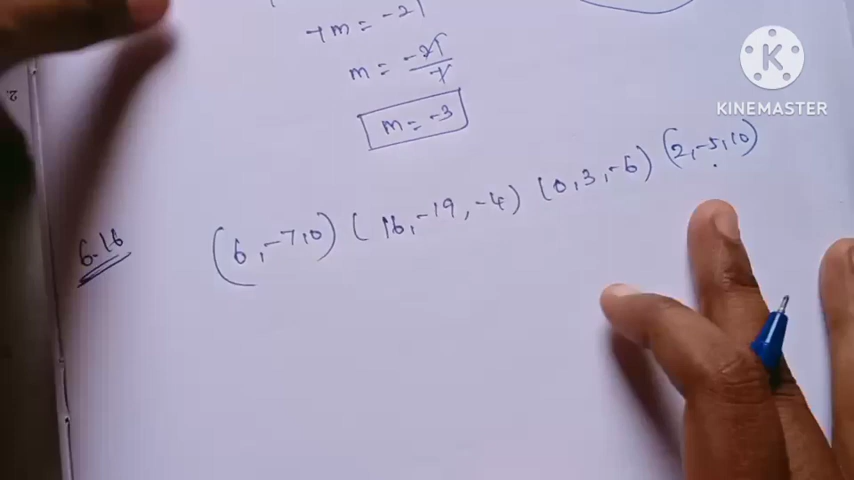 7m = -21
m = -21/7
m = -3
KINEMASTER
6.16 (6, -7, 0) (16, -19, -4) (0, 3, -6) (2, -5, 10)
2.